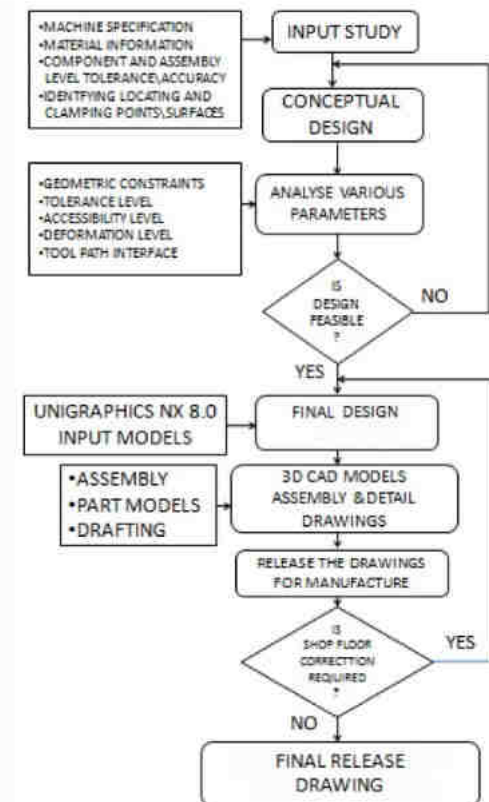 •MACHINE SPECIFICATION
•MATERIAL INFORMATION
•COMPONENT AND ASSEMBLY
LEVEL TOLERANCE\ACCURACY
•IDENTFYING LOCATING AND
CLAMPING POINTS\SURFACES
INPUT STUDY
CONCEPTUAL
DESIGN
•GEOMETRIC CONSTRAINTS
•TOLERANCE LEVEL
•ACCESSIBILITY LEVEL
•DEFORMATION LEVEL
•TOOL PATH INTERFACE
ANALYSE VARIOUS
PARAMETERS
IS
DESIGN
FEASIBLE
?
NO
YES
UNIGRAPHICS NX 8.0
INPUT MODELS
FINAL DESIGN
•ASSEMBLY
•PART MODELS
•DRAFTING
3D CAD MODELS
ASSEMBLY & DETAIL
DRAWINGS
RELEASE THE DRAWINGS
FOR MANUFACTURE
IS
SHOP FLOOR
CORRECTTION
REQUIRED
?
YES
NO
FINAL RELEASE
DRAWING